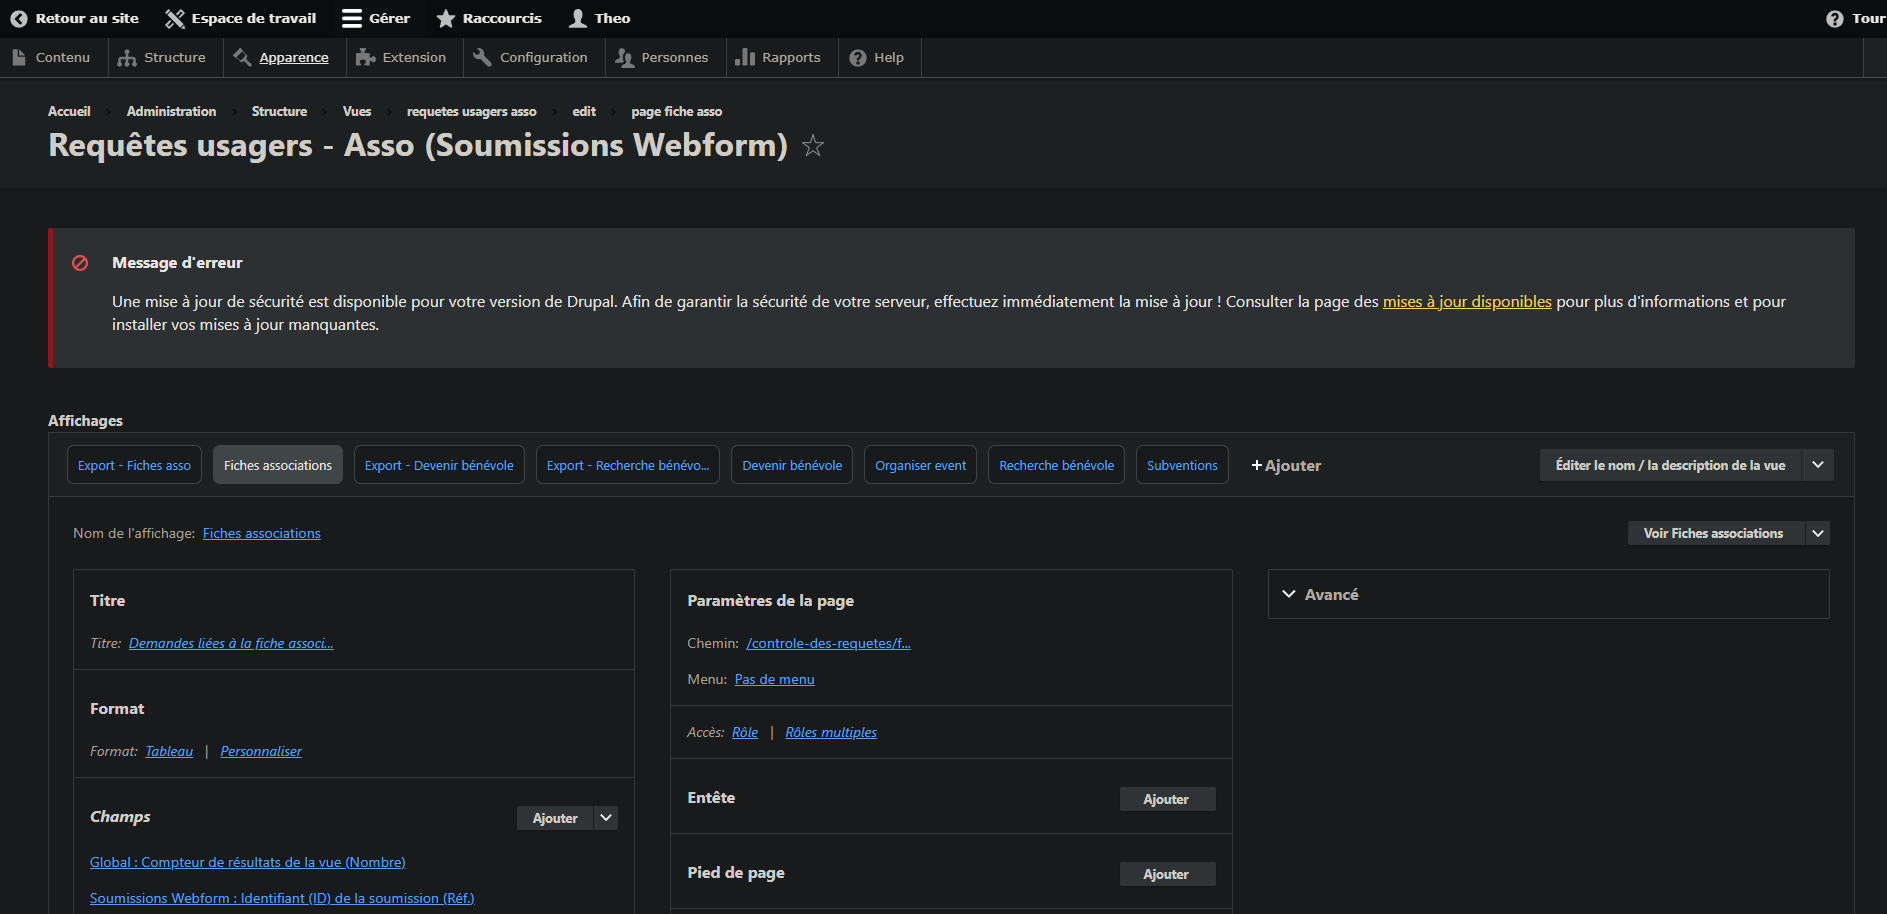 Retour au site Espace de travail Gérer Raccourcis Theo Tour
Contenu Structure Apparence Extension Configuration Personnes Rapports Help
Accueil Administration Structure Vues requetes usagers asso edit page fiche asso
Requêtes usagers - Asso (Soumissions Webform)
Message d'erreur
Une mise à jour de sécurité est disponible pour votre version de Drupal. Afin de garantir la sécurité de votre serveur, effectuez immédiatement la mise à jour ! Consulter la page des mises à jour disponibles pour plus d'informations et pour
installer vos mises à jour manquantes.
Affichages
Export - Fiches asso Fiches associations Export - Devenir bénévole Export - Recherche bénévo... Devenir bénévole Organiser event Recherche bénévole Subventions +Ajouter Éditer le nom / la description de la vue
Nom de l'affichage: Fiches associations Voir Fiches associations
Titre
Titre: Demandes liées à la fiche associ...
Format
Format: Tableau | Personnaliser
Champs Ajouter
Global : Compteur de résultats de la vue (Nombre)
Soumissions Webform : Identifiant (ID) de la soumission (Réf.)
Paramètres de la page
Chemin: /controle-des-requetes/f...
Menu: Pas de menu
Accès: Rôle | Rôles multiples
Entête Ajouter
Pied de page Ajouter
Avancé